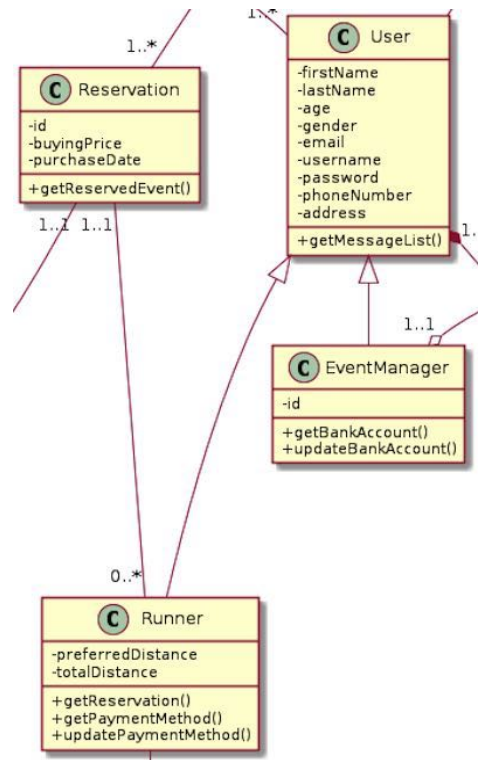 1..*
1..*
C User
-firstName
-lastName
-age
-gender
-email
-username
-password
-phoneNumber
-address
+getMessageList()
C Reservation
-id
-buyingPrice
-purchaseDate
+getReservedEvent()
1..1
1..1
1..
1..1
C EventManager
-id
+getBankAccount()
+updateBankAccount()
0..*
C Runner
-preferredDistance
-totalDistance
+getReservation()
+getPaymentMethod()
+updatePaymentMethod()